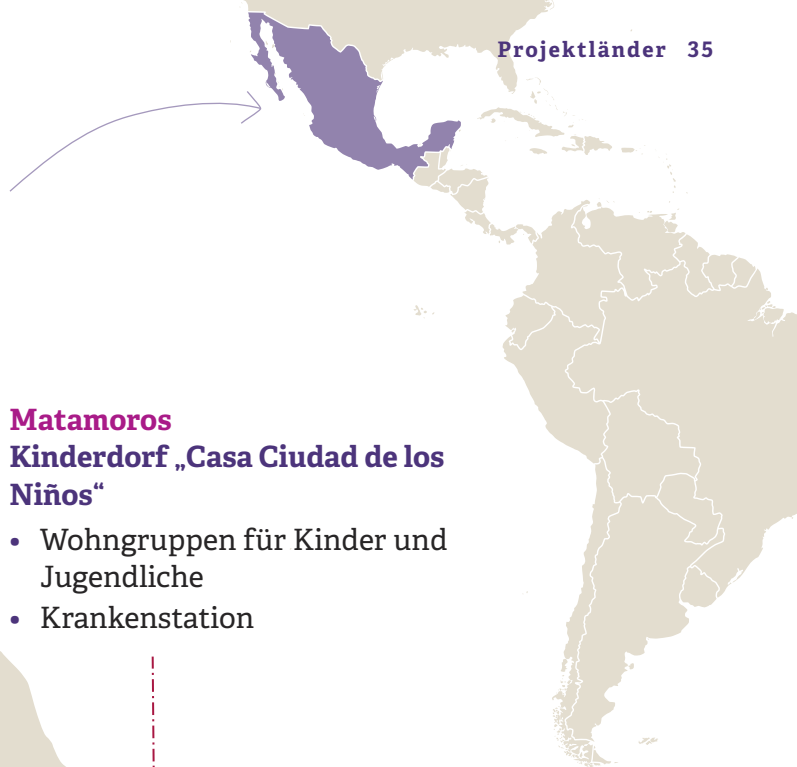 Projektländer 35
Matamoros
Kinderdorf „Casa Ciudad de los
Niños“
• Wohngruppen für Kinder und
Jugendliche
• Krankenstation